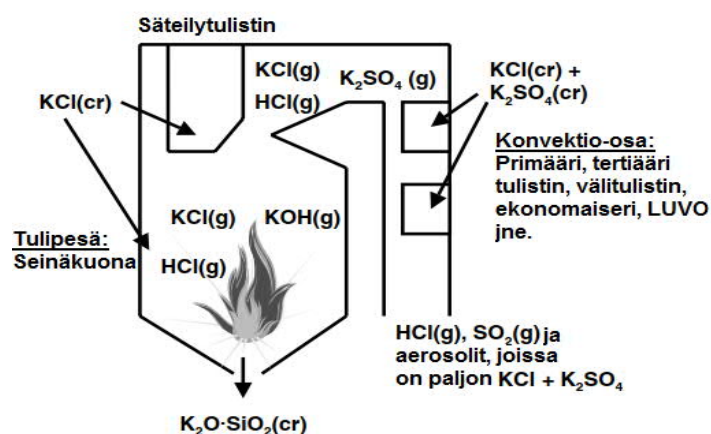 Säteilytulistin
KCl(g)
HCl(g)
K₂SO₄ (g)
KCl(cr) +
K₂SO₄(cr)
KCl(cr)
Konvektio-osa:
Primääri, tertiääri
tulistin, välitulistin,
ekonomaiseri, LUVO
jne.
KCl(g)
KOH(g)
Tulipesä:
Seinäkuona
HCl(g)
HCl(g), SO₂(g) ja
aerosolit, joissa
on paljon KCl + K₂SO₄
K₂O·SiO₂(cr)